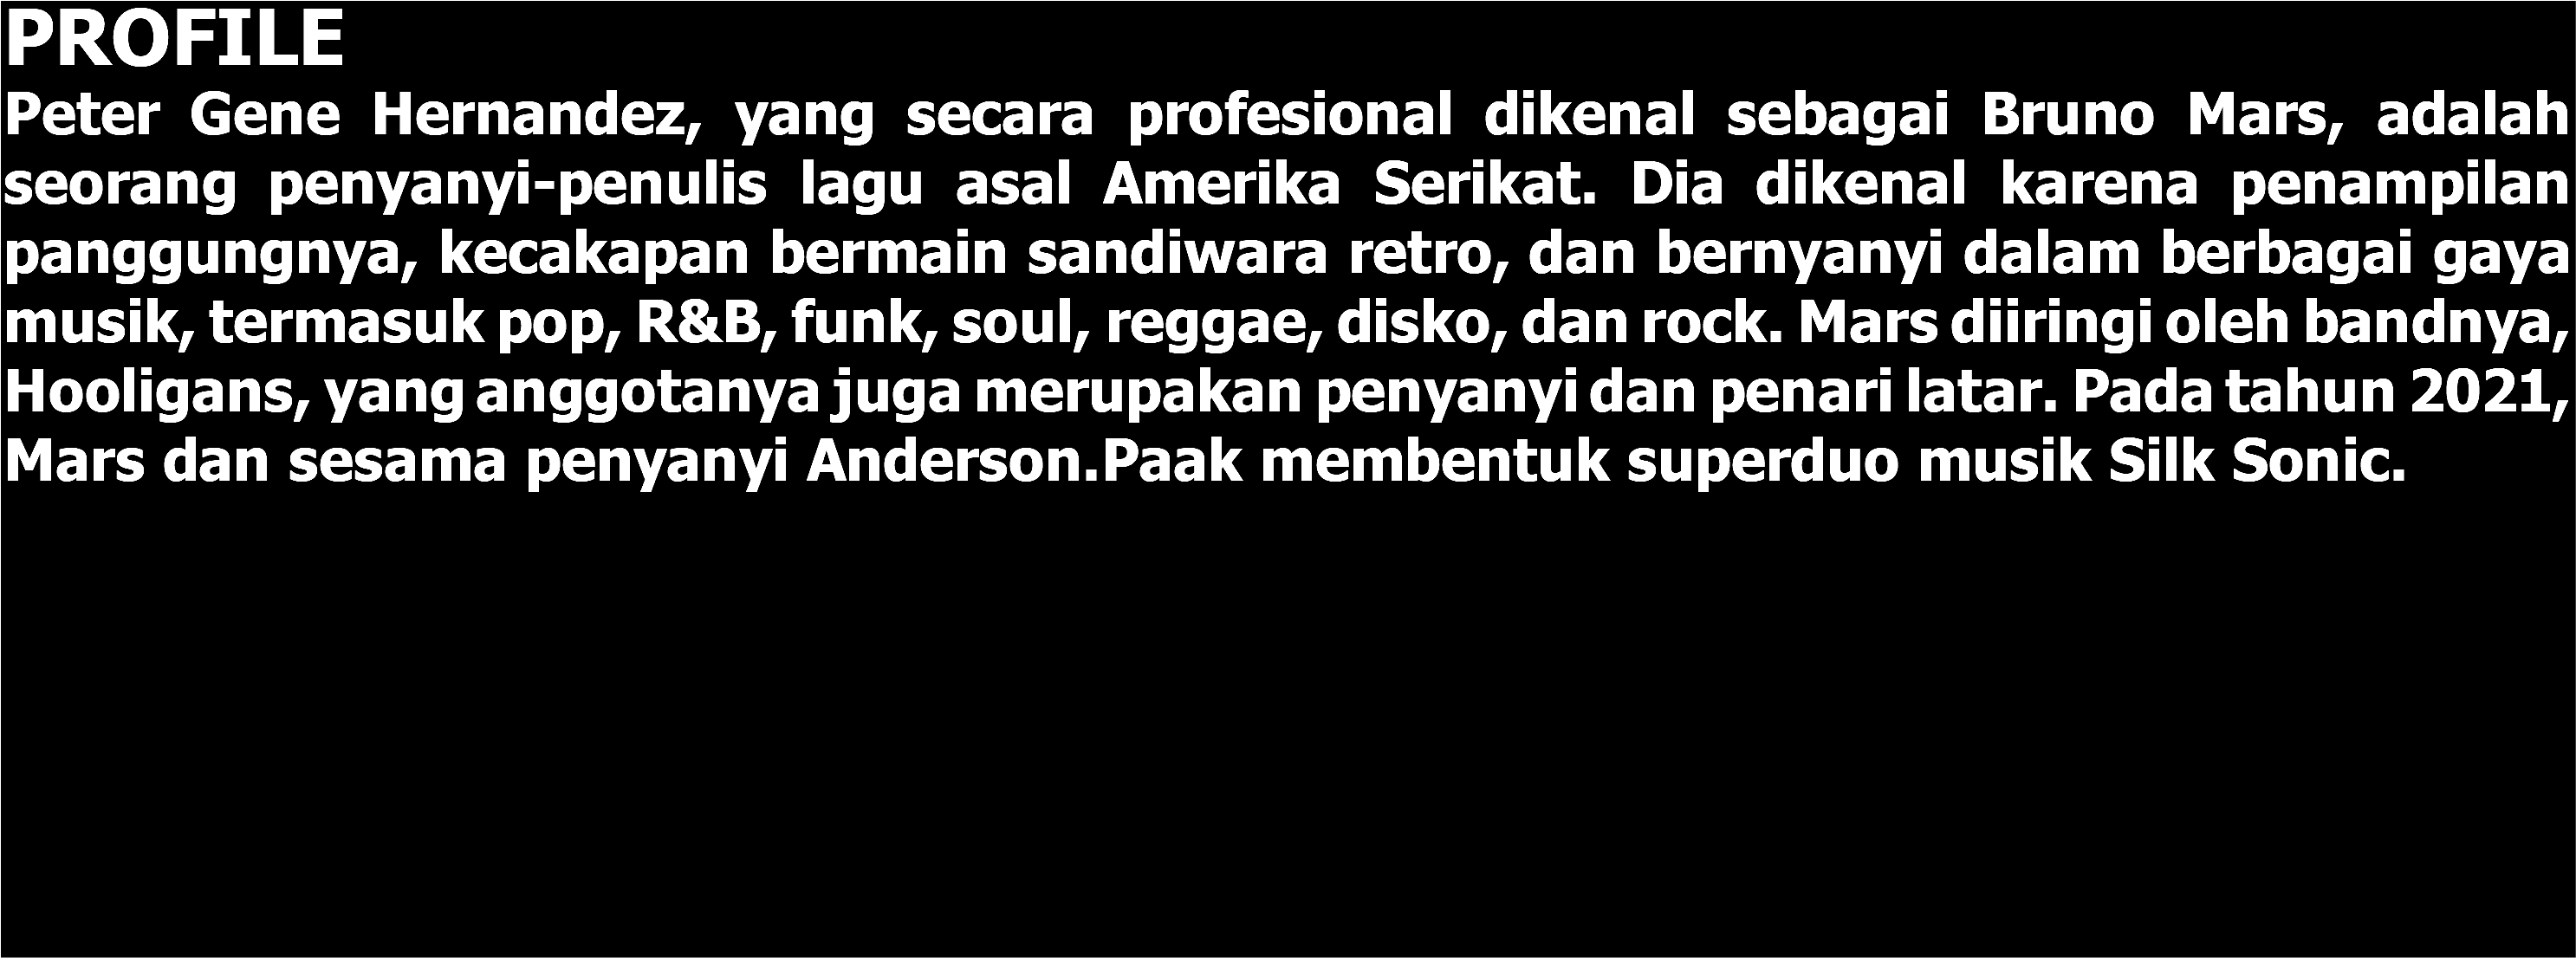 PROFILE
Peter Gene Hernandez, yang secara profesional dikenal sebagai Bruno Mars, adalah
seorang penyanyi-penulis lagu asal Amerika Serikat. Dia dikenal karena penampilan
panggungnya, kecakapan bermain sandiwara retro, dan bernyanyi dalam berbagai gaya
musik, termasuk pop, R&B, funk, soul, reggae, disko, dan rock. Mars diiringi oleh bandnya,
Hooligans, yang anggotanya juga merupakan penyanyi dan penari latar. Pada tahun 2021,
Mars dan sesama penyanyi Anderson.Paak membentuk superduo musik Silk Sonic.